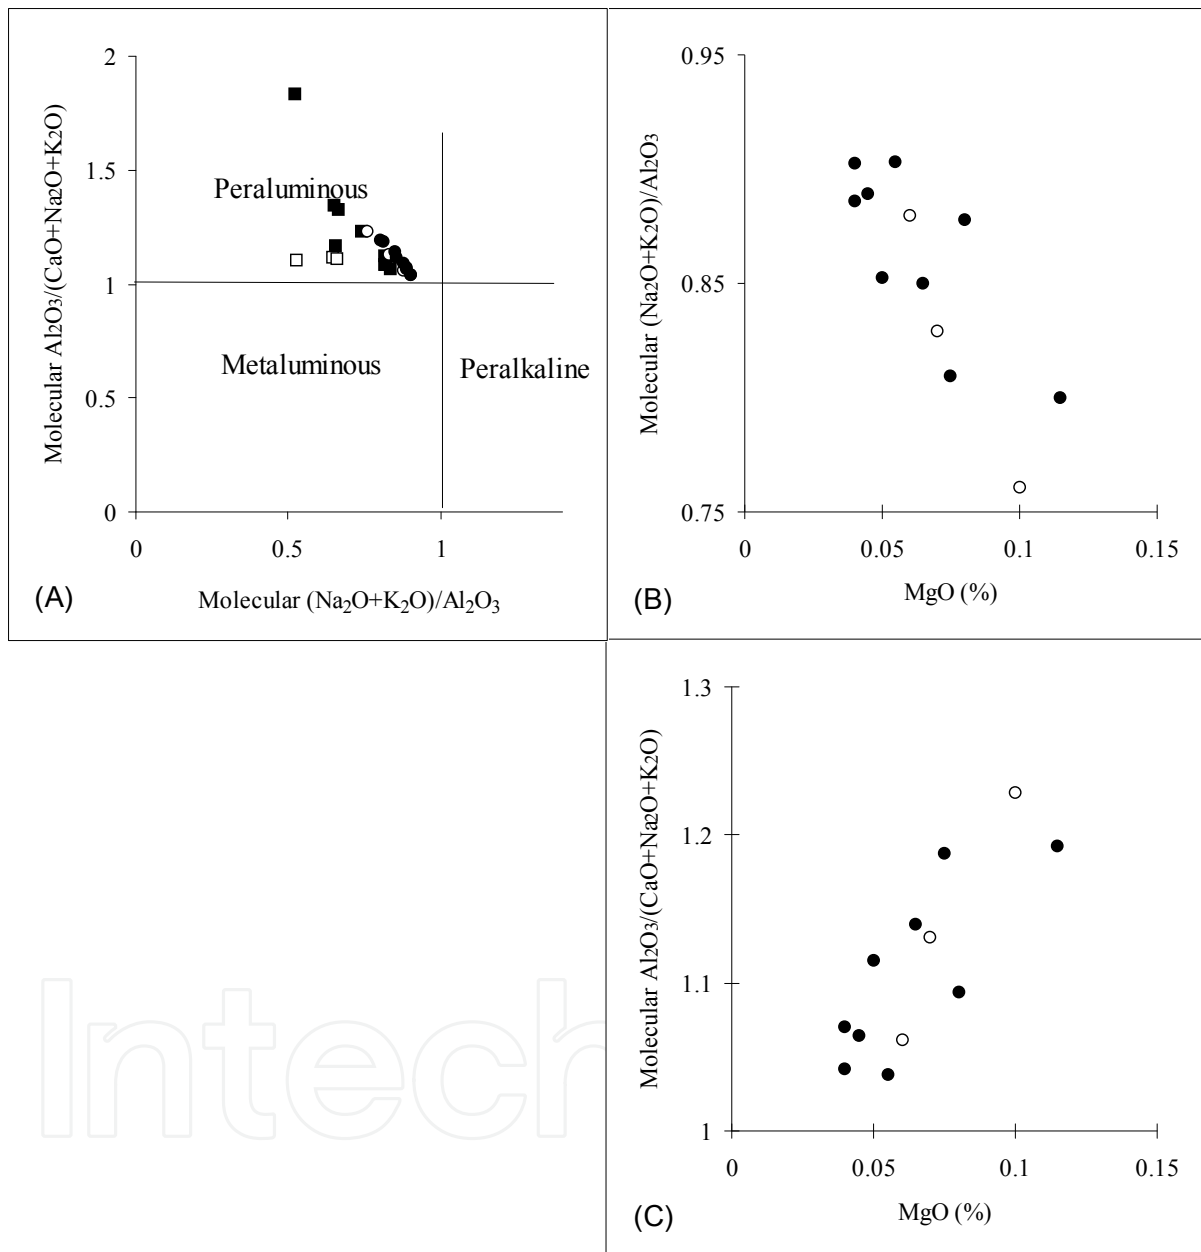 2
1.5
1
0.5
0
Molecular Al2O3/(CaO+Na2O+K2O)
Peraluminous
Metaluminous
Peralkaline
0
0.5
1
(A)
Molecular (Na2O+K2O)/Al2O3
0.95
0.85
0.75
Molecular (Na2O+K2O)/Al2O3
0
0.05
0.1
0.15
(B)
MgO (%)
1.3
1.2
1.1
1
Molecular Al2O3/(CaO+Na2O+K2O)
0
0.05
0.1
0.15
(C)
MgO (%)
Intech